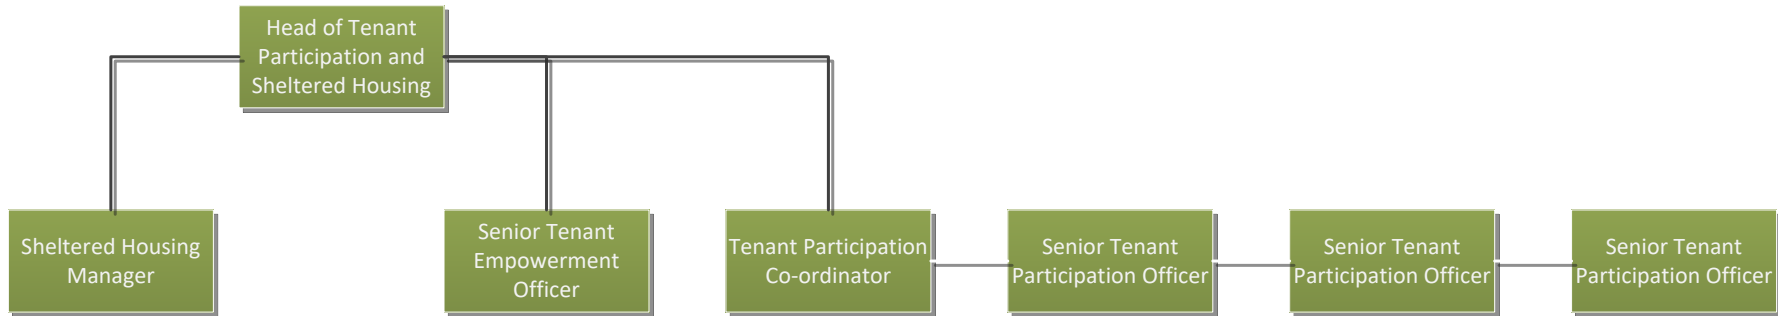 Head of Tenant
Participation and
Sheltered Housing
Sheltered Housing
Manager
Senior Tenant
Empowerment
Officer
Tenant Participation
Co-ordinator
Senior Tenant
Participation Officer
Senior Tenant
Participation Officer
Senior Tenant
Participation Officer